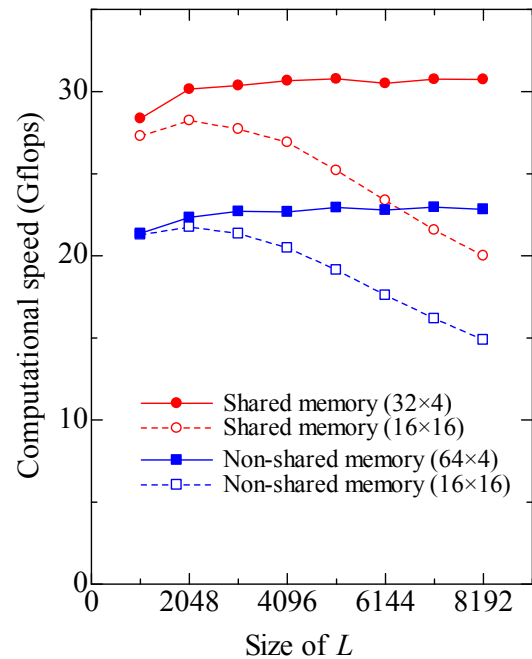 Computational speed (Gflops)
30
20
10
0
Shared memory (32×4)
Shared memory (16×16)
Non-shared memory (64×4)
Non-shared memory (16×16)
0 2048 4096 6144 8192
Size of L